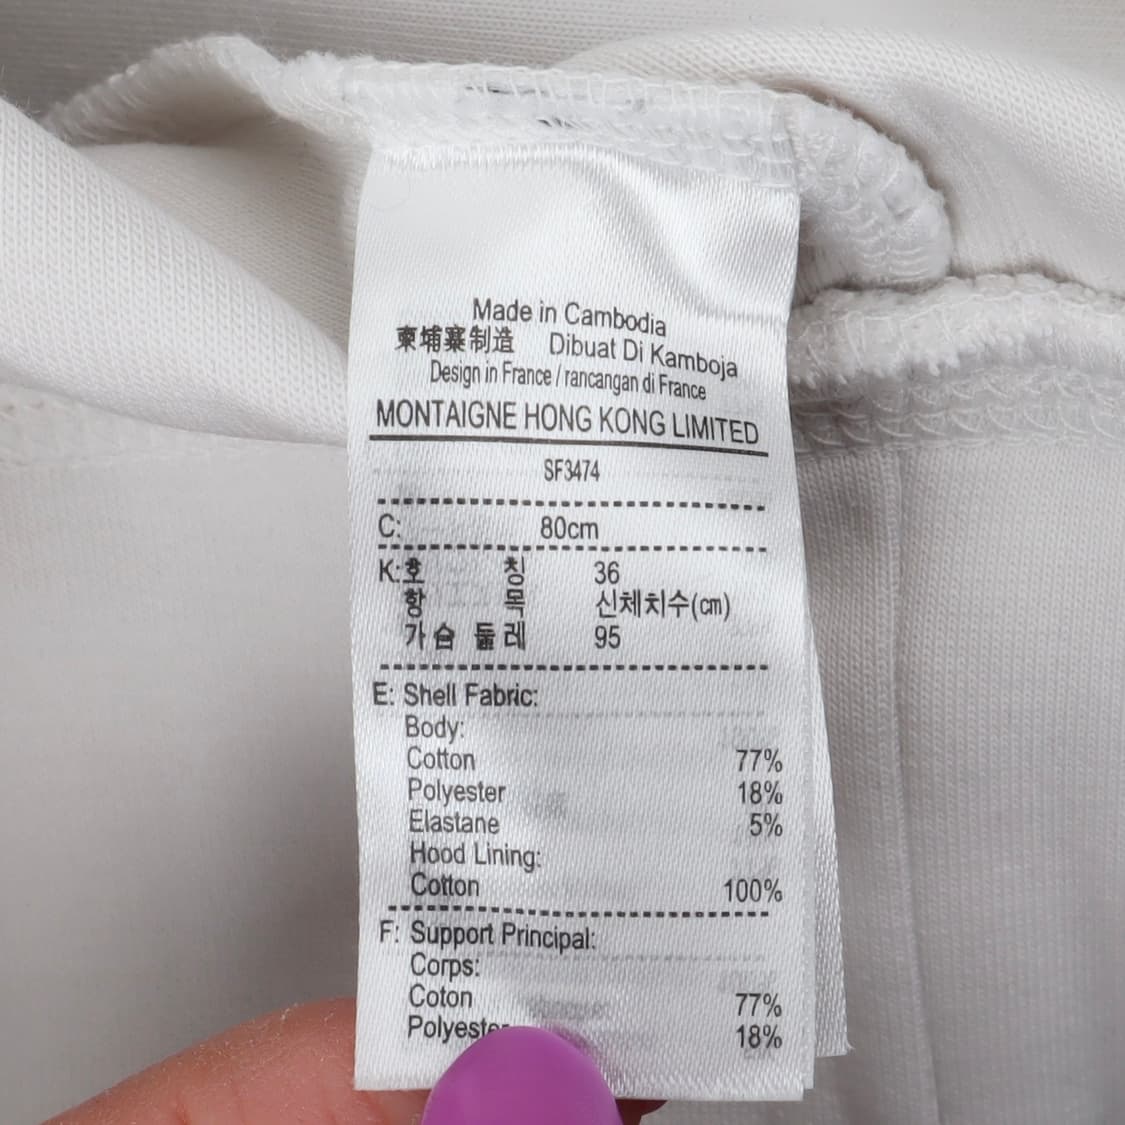 Made in Cambodia
柬埔寨制造 Dibuat Di Kamboja
Design in France / rancangan di France
MONTAIGNE HONG KONG LIMITED
SF3474
C: 80cm
K:호 칭 36
항 목 신체치수(cm)
가슴 둘레 95
E: Shell Fabric:
Body:
Cotton 77%
Polyester 18%
Elastane 5%
Hood Lining:
Cotton 100%
F: Support Principal:
Corps:
Coton 77%
Polyester 18%